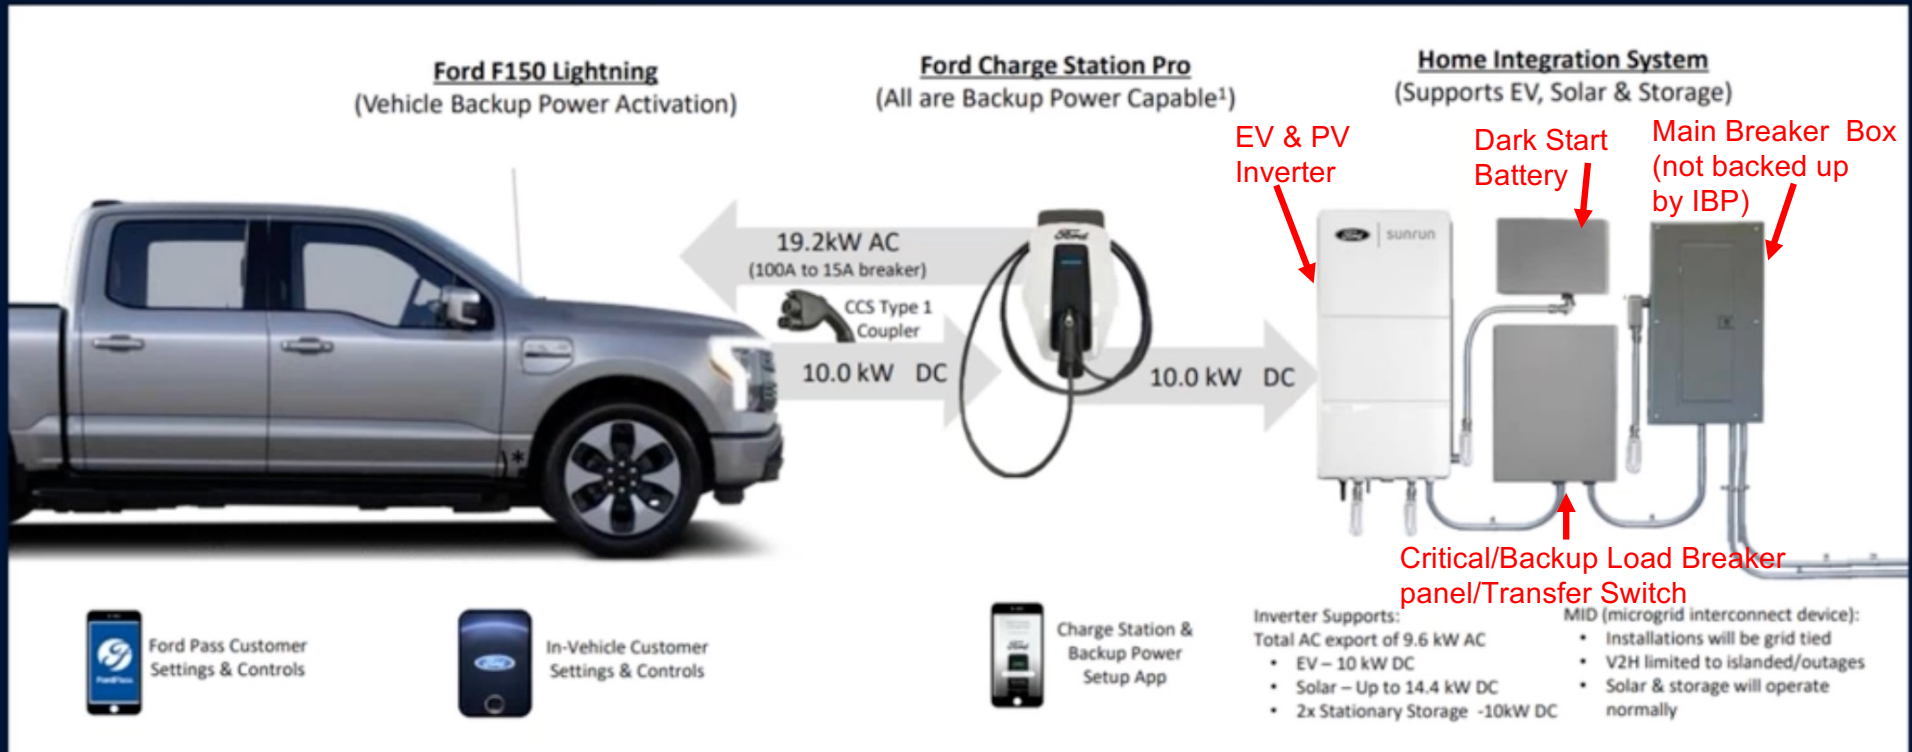 Ford F150 Lightning
(Vehicle Backup Power Activation)
Ford Charge Station Pro
(All are Backup Power Capable¹)
Home Integration System
(Supports EV, Solar & Storage)
EV & PV
Inverter
Dark Start
Battery
Main Breaker Box
(not backed up
by IBP)
Ford
sunrun
Ford
19.2kW AC
(100A to 15A breaker)
CCS Type 1
Coupler
10.0 kW DC
10.0 kW DC
*
Critical/Backup Load Breaker
panel/Transfer Switch
FordPass
Ford Pass Customer
Settings & Controls
Ford
In-Vehicle Customer
Settings & Controls
Charge Station &
Backup Power
Setup App
Inverter Supports:
Total AC export of 9.6 kW AC
• EV – 10 kW DC
• Solar – Up to 14.4 kW DC
• 2x Stationary Storage -10kW DC
MID (microgrid interconnect device):
• Installations will be grid tied
• V2H limited to islanded/outages
• Solar & storage will operate
normally